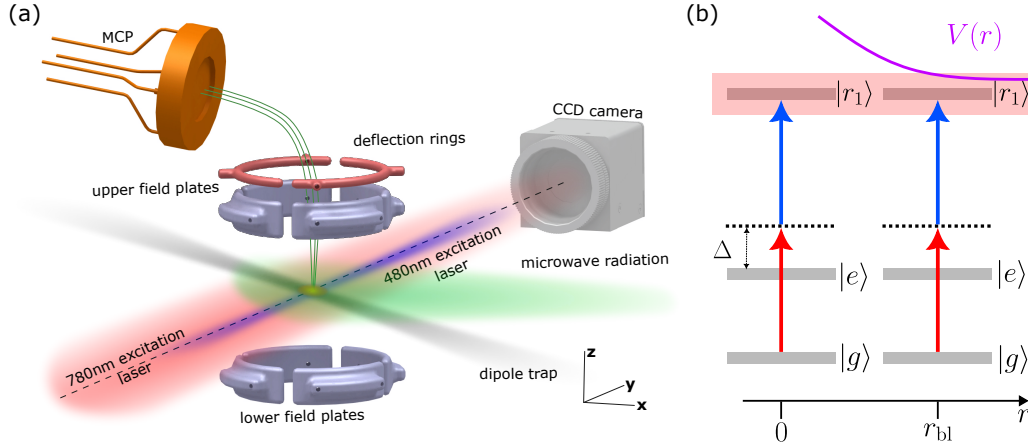 (a)
MCP
CCD camera
deflection rings
upper field plates
480nm excitation
laser
microwave radiation
780nm excitation
laser
dipole trap
lower field plates
z
y
x
(b)
V(r)
|r₁⟩
|r₁⟩
Δ
|e⟩
|e⟩
|g⟩
|g⟩
0
r_bl
r